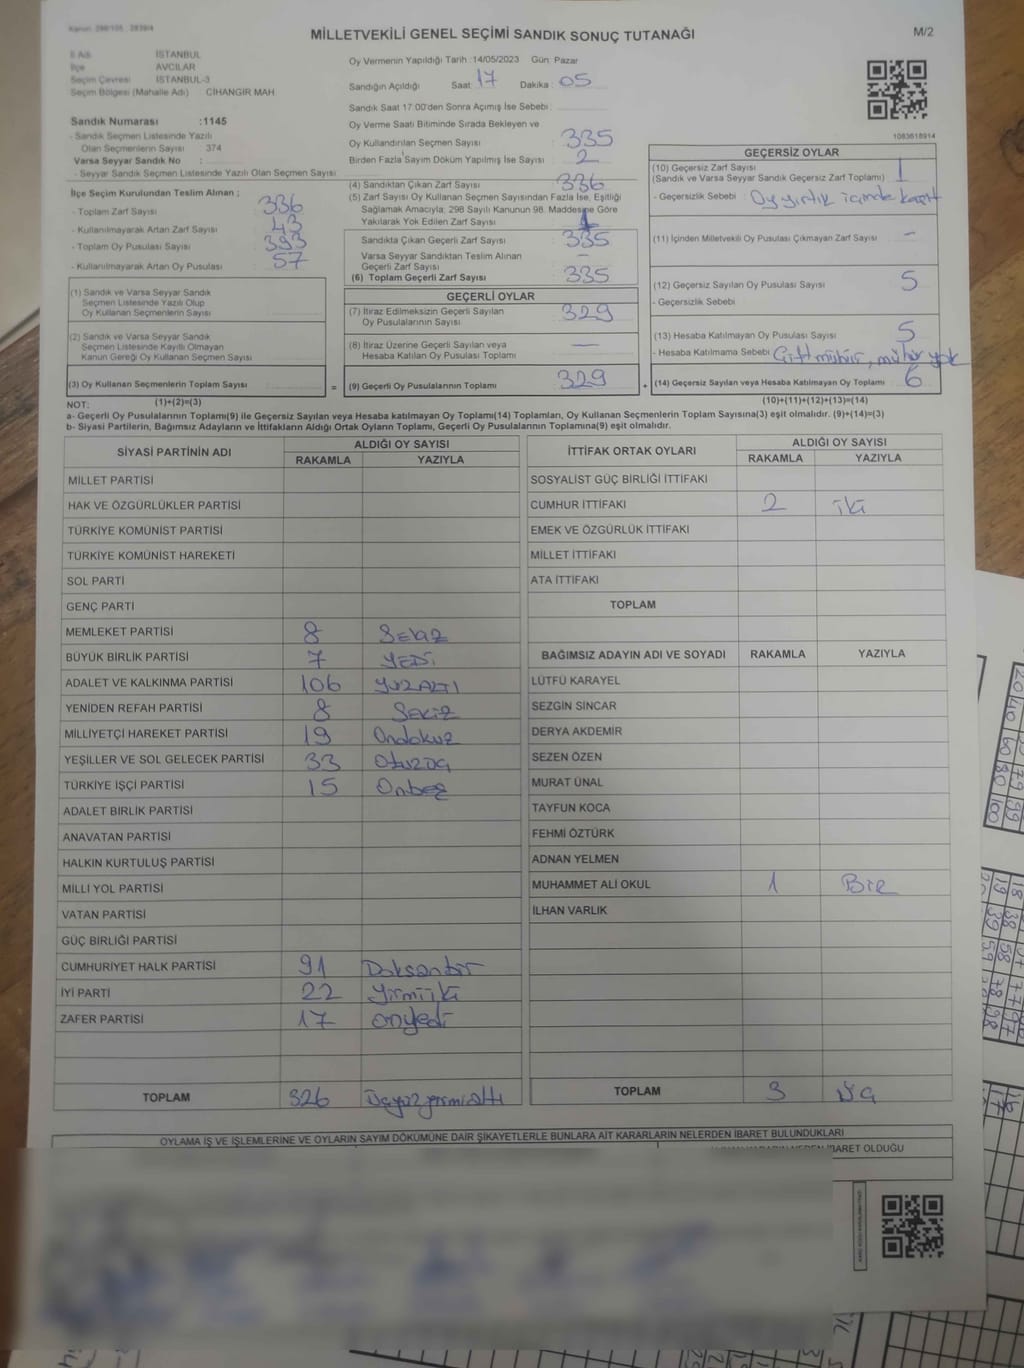 MİLLETVEKİLİ GENEL SEÇİMİ SANDIK SONUÇ TUTANAĞI
M/2
İl Adı İSTANBUL
İlçe AVCILAR
Seçim Çevresi İSTANBUL-3
Seçim Bölgesi (Mahalle Adı) CİHANGİR MAH.
Sandık Numarası :1145
- Sandık Seçmen Listesinde Yazılı
Olan Seçmenlerin Sayısı 374
Varsa Seyyar Sandık No :
- Seyyar Sandık Seçmen Listesinde Yazılı Olan Seçmen Sayısı
İlçe Seçim Kurulundan Teslim Alınan ;
- Toplam Zarf Sayısı 336
- Kullanılmayarak Artan Zarf Sayısı 43
- Toplam Oy Pusulası Sayısı 393
- Kullanılmayarak Artan Oy Pusulası 57
(1) Sandık ve Varsa Seyyar Sandık
Seçmen Listesinde Yazılı Olup
Oy Kullanan Seçmenlerin Sayısı
(2) Sandık ve Varsa Seyyar Sandık
Seçmen Listesinde Kayıtlı Olmayan
Kanun Gereği Oy Kullanan Seçmen Sayısı
(3) Oy Kullanan Seçmenlerin Toplam Sayısı =
(1)+(2)=(3)
Oy Vermenin Yapıldığı Tarih :14/05/2023 Gün: Pazar
Sandığın Açıldığı Saat: 17 Dakika : 05
Sandık Saat 17:00'den Sonra Açımış İse Sebebi :
Oy Verme Saati Bitiminde Sırada Bekleyen ve
Oy Kullandırılan Seçmen Sayısı 335
Birden Fazla Sayım Döküm Yapılmış İse Sayısı 2
(4) Sandıktan Çıkan Zarf Sayısı 336
(5) Zarf Sayısı Oy Kullanan Seçmen Sayısından Fazla İse, Eşitliği
Sağlamak Amacıyla; 298 Sayılı Kanunun 98. Maddesine Göre
Yakılarak Yok Edilen Zarf Sayısı 1
Sandıkta Çıkan Geçerli Zarf Sayısı 335
Varsa Seyyar Sandıktan Teslim Alınan
Geçerli Zarf Sayısı –
(6) Toplam Geçerli Zarf Sayısı 335
GEÇERLİ OYLAR
(7) İtiraz Edilmeksizin Geçerli Sayılan
Oy Pusulalarının Sayısı 329
(8) İtiraz Üzerine Geçerli Sayılan veya
Hesaba Katılan Oy Pusulası Toplamı —
(9) Geçerli Oy Pusulalarının Toplamı 329 +
1083618914
GEÇERSİZ OYLAR
(10) Geçersiz Zarf Sayısı
(Sandık ve Varsa Seyyar Sandık Geçersiz Zarf Toplamı) 1
- Geçersizlik Sebebi : Oy yırtık içinde
(11) İçinden Milletvekili Oy Pusulası Çıkmayan Zarf Sayısı –
(12) Geçersiz Sayılan Oy Pusulası Sayısı 5
- Geçersizlik Sebebi
(13) Hesaba Katılmayan Oy Pusulası Sayısı 5
- Hesaba Katılmama Sebebi Çift mühür, mühür yok
(14) Geçersiz Sayılan veya Hesaba Katılmayan Oy Toplamı 6
(10)+(11)+(12)+(13)=(14)
NOT:
a- Geçerli Oy Pusulalarının Toplamı(9) ile Geçersiz Sayılan veya Hesaba katılmayan Oy Toplamı(14) Toplamları, Oy Kullanan Seçmenlerin Toplam Sayısına(3) eşit olmalıdır. (9)+(14)=(3)
b- Siyasi Partilerin, Bağımsız Adayların ve İttifakların Aldığı Ortak Oyların Toplamı, Geçerli Oy Pusulalarının Toplamına(9) eşit olmalıdır.
SİYASİ PARTİNİN ADI ALDIĞI OY SAYISI
RAKAMLA YAZIYLA
MİLLET PARTİSİ
HAK VE ÖZGÜRLÜKLER PARTİSİ
TÜRKİYE KOMÜNİST PARTİSİ
TÜRKİYE KOMÜNİST HAREKETİ
SOL PARTİ
GENÇ PARTİ
MEMLEKET PARTİSİ 8 Sekiz
BÜYÜK BİRLİK PARTİSİ 7 YEDİ
ADALET VE KALKINMA PARTİSİ 106 YÜZALTI
YENİDEN REFAH PARTİSİ 8 Sekiz
MİLLİYETÇİ HAREKET PARTİSİ 19 Ondokuz
YEŞİLLER VE SOL GELECEK PARTİSİ 33 Otuzüç
TÜRKİYE İŞÇİ PARTİSİ 15 Onbeş
ADALET BİRLİK PARTİSİ
ANAVATAN PARTİSİ
HALKIN KURTULUŞ PARTİSİ
MİLLİ YOL PARTİSİ
VATAN PARTİSİ
GÜÇ BİRLİĞİ PARTİSİ
CUMHURİYET HALK PARTİSİ 91 Doksanbir
İYİ PARTİ 22 Yirmiiki
ZAFER PARTİSİ 17 onyedi
TOPLAM 326 Üçyüzyirmialtı
İTTİFAK ORTAK OYLARI ALDIĞI OY SAYISI
RAKAMLA YAZIYLA
SOSYALİST GÜÇ BİRLİĞİ İTTİFAKI
CUMHUR İTTİFAKI 2 iki
EMEK VE ÖZGÜRLÜK İTTİFAKI
MİLLET İTTİFAKI
ATA İTTİFAKI
TOPLAM
BAĞIMSIZ ADAYIN ADI VE SOYADI RAKAMLA YAZIYLA
LÜTFÜ KARAYEL
SEZGİN SİNCAR
DERYA AKDEMİR
SEZEN ÖZEN
MURAT ÜNAL
TAYFUN KOCA
FEHMİ ÖZTÜRK
ADNAN YELMEN
MUHAMMET ALİ OKUL 1 Bir
İLHAN VARLIK
TOPLAM 3 Üç
OYLAMA İŞ VE İŞLEMLERİNE VE OYLARIN SAYIM DÖKÜMÜNE DAİR ŞİKAYETLERLE BUNLARA AİT KARARLARIN NELERDEN İBARET BULUNDUKLARI
İBARET OLDUĞU